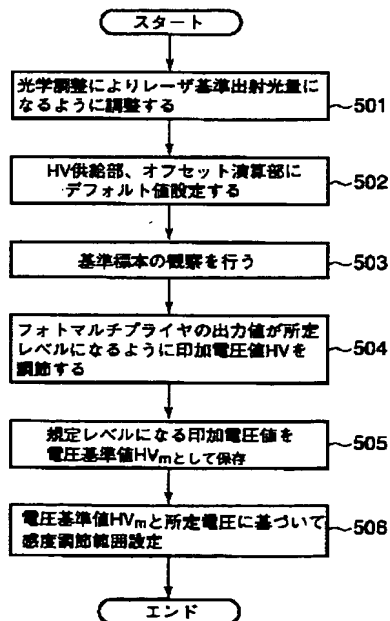 スタート
光学調整によりレーザ基準出射光量に
なるように調整する
501
HV供給部、オフセット演算部に
デフォルト値設定する
502
基準標本の観察を行う
503
フォトマルチプライヤの出力値が所定
レベルになるように印加電圧値HVを
調節する
504
規定レベルになる印加電圧値を
電圧基準値HVmとして保存
505
電圧基準値HVmと所定電圧に基づいて
感度調節範囲設定
506
エンド